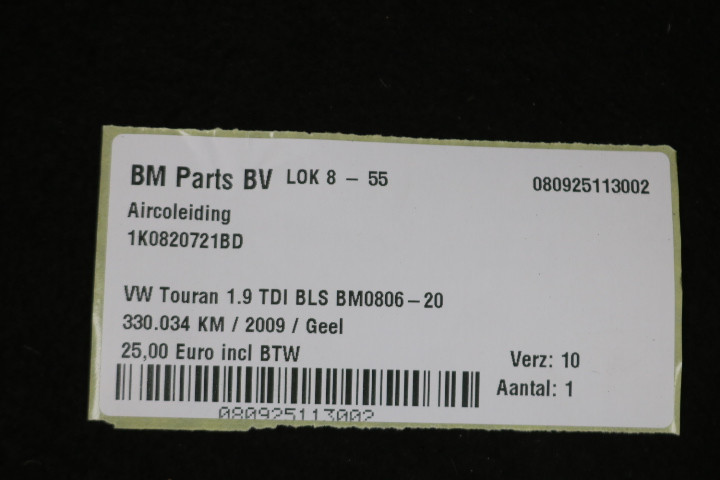 BM Parts BV LOK 8 - 55
080925113002
Aircoleiding
1K0820721BD
VW Touran 1.9 TDI BLS BM0806-20
330.034 KM / 2009 / Geel
25,00 Euro incl BTW
Verz: 10
Aantal: 1
080925113002